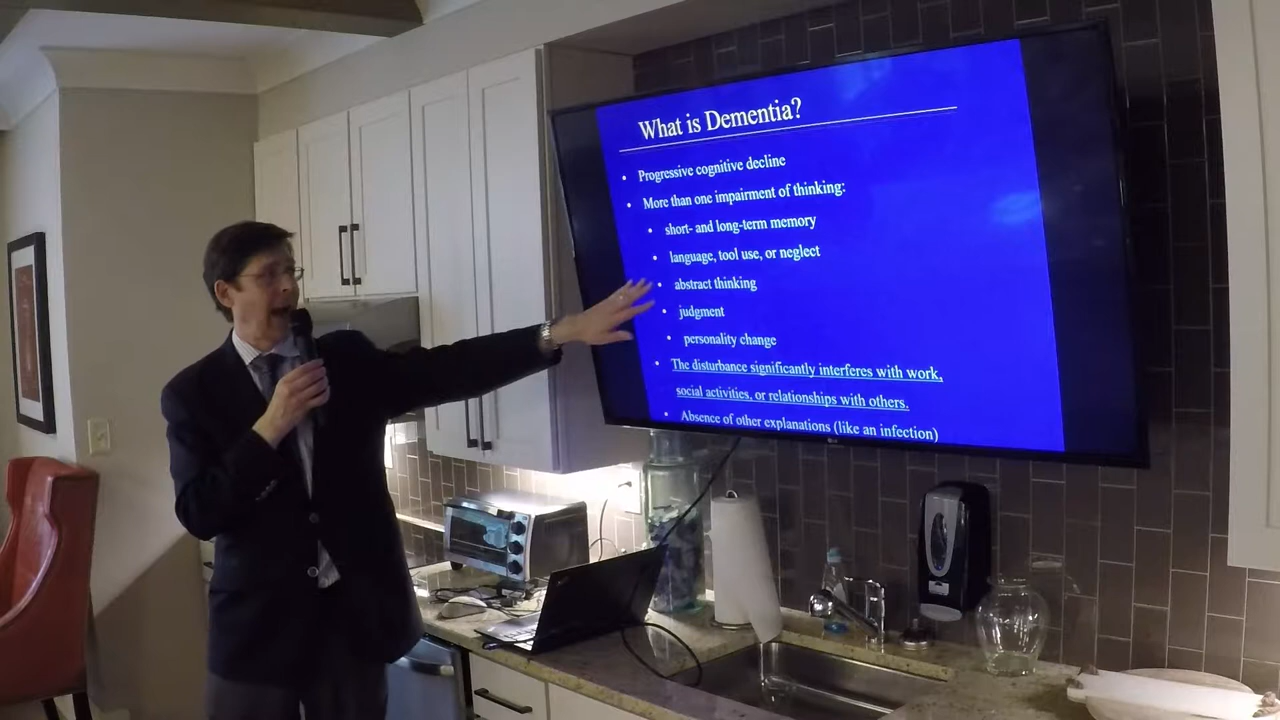 What is Dementia?
• Progressive cognitive decline
• More than one impairment of thinking:
• short- and long-term memory
• language, tool use, or neglect
• abstract thinking
• judgment
• personality change
• The disturbance significantly interferes with work,
social activities, or relationships with others.
• Absence of other explanations (like an infection)
LG